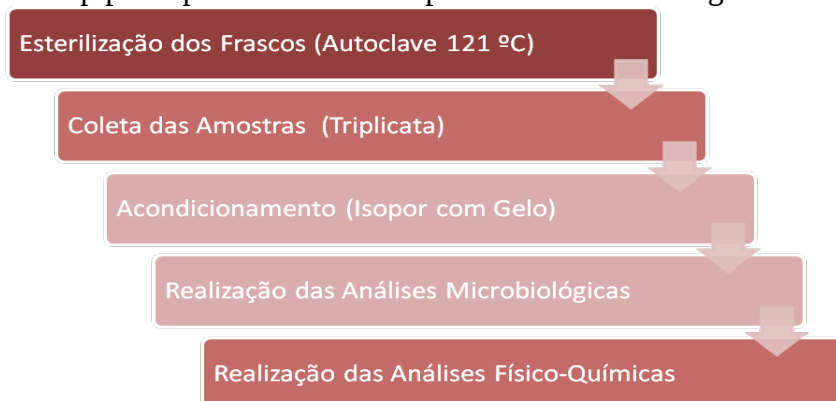 Esterilização dos Frascos (Autoclave 121 ºC)
Coleta das Amostras (Triplicata)
Acondicionamento (Isopor com Gelo)
Realização das Análises Microbiológicas
Realização das Análises Físico-Químicas